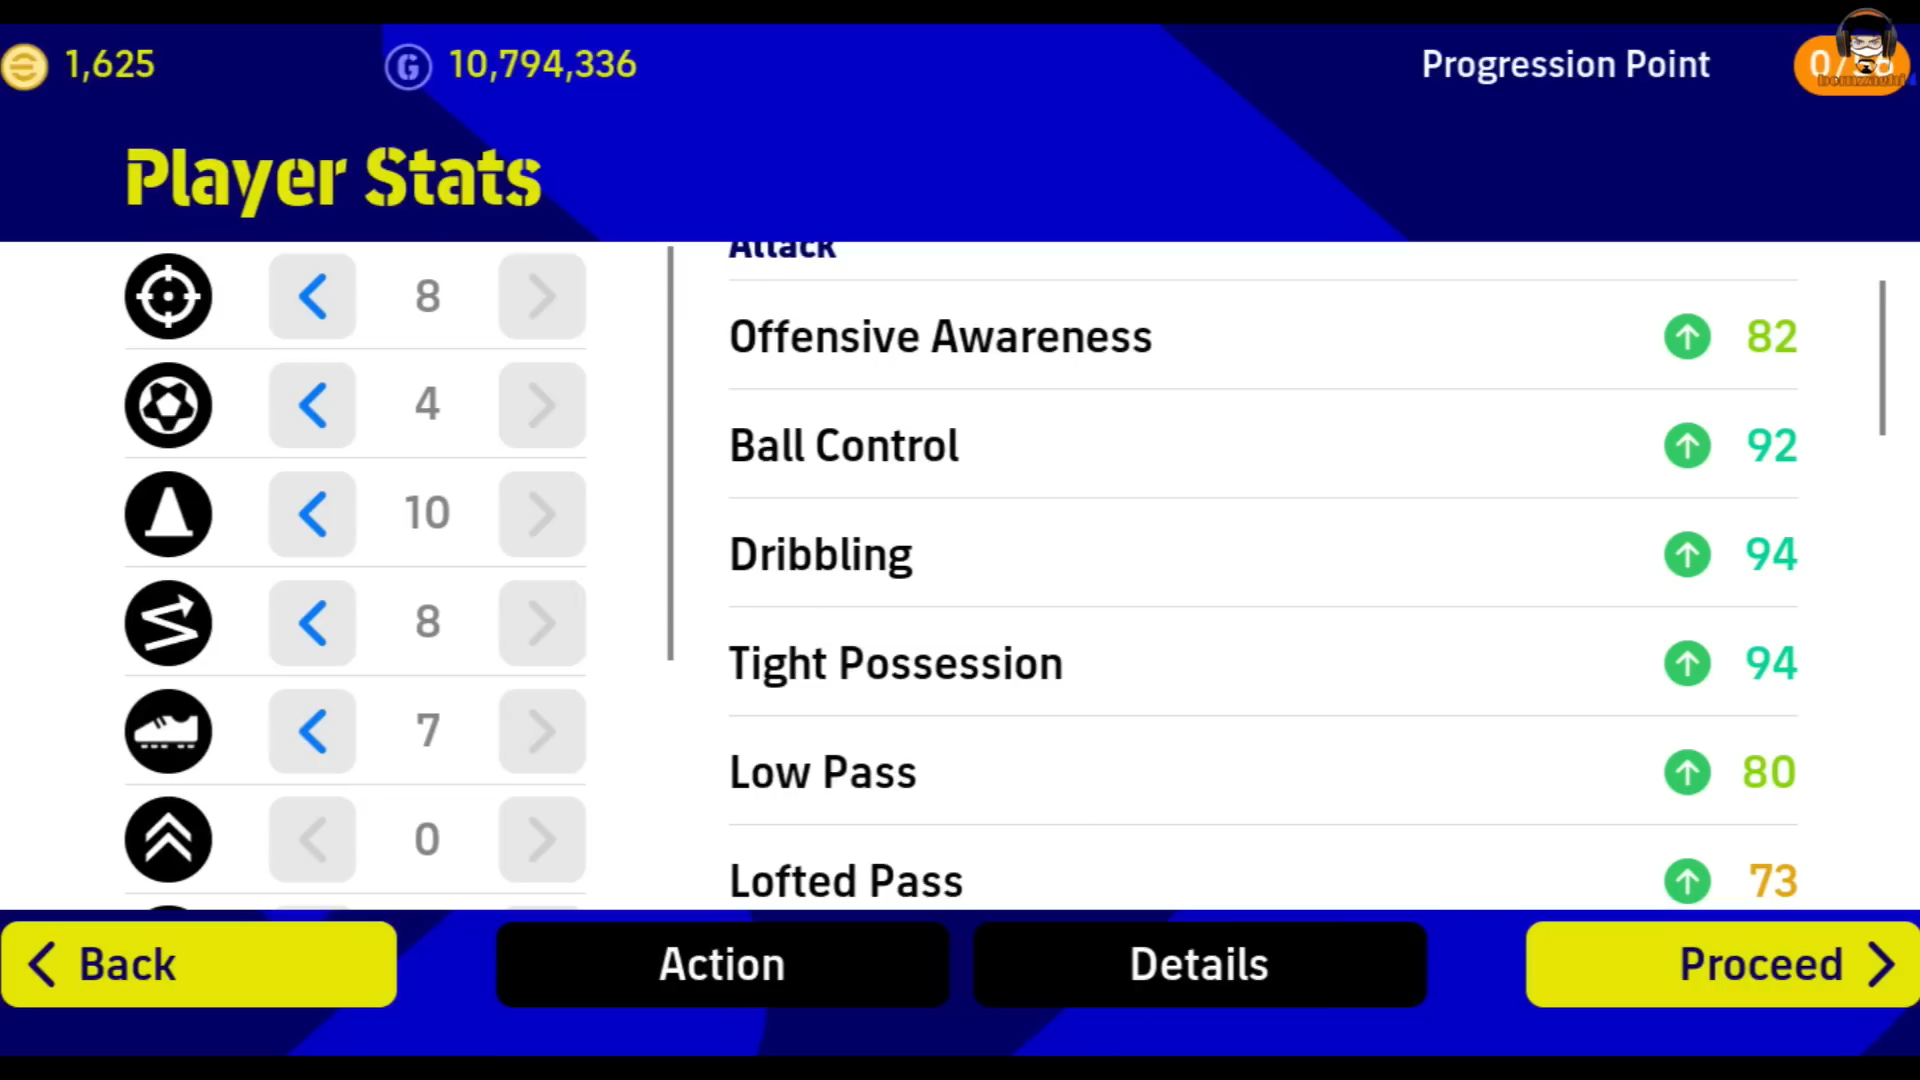 1,625
G 10,794,336
Progression Point
Player Stats
Attack
8
Offensive Awareness 82
4
Ball Control 92
10
Dribbling 94
8
Tight Possession 94
7
Low Pass 80
0
Lofted Pass 73
Back
Action
Details
Proceed